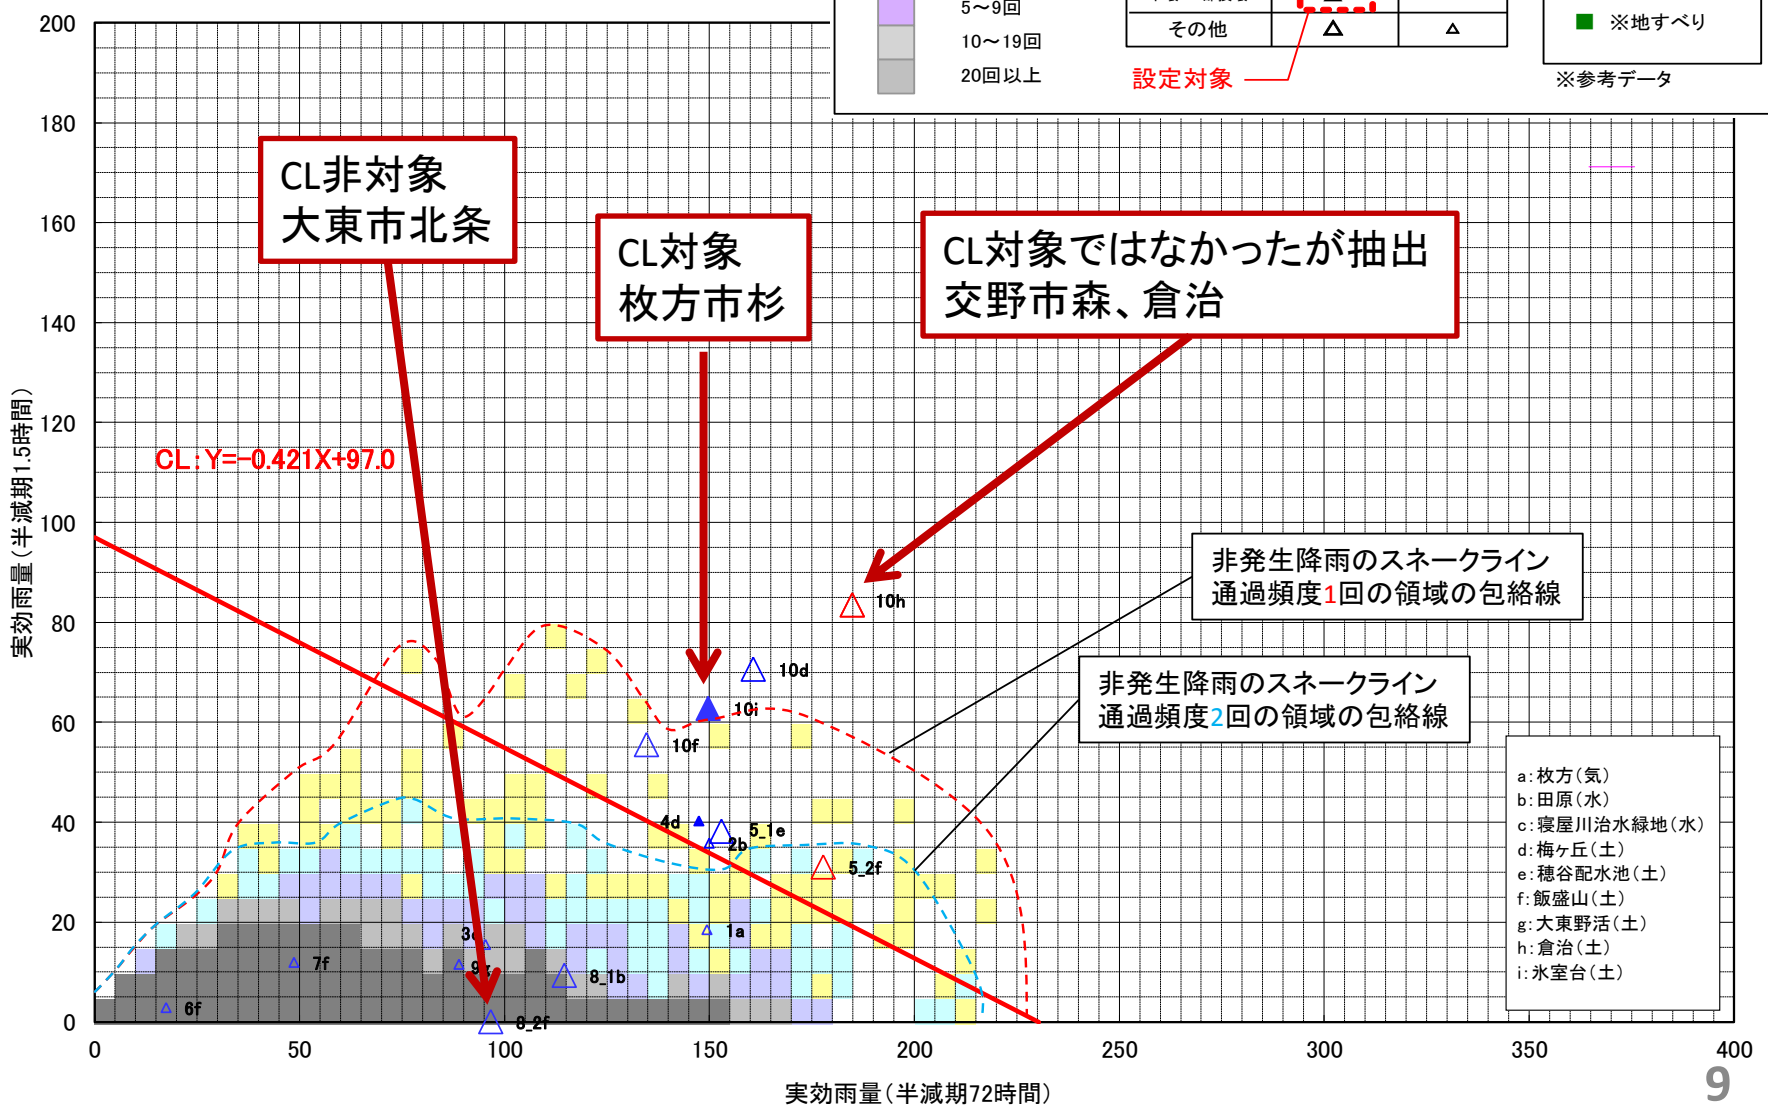 5～9回
10～19回
20回以上
その他
設定対象
※地すべり
※参考データ
CL非対象
大東市北条
CL対象
枚方市杉
CL対象ではなかったが抽出
交野市森、倉治
CL：Y=-0.421X+97.0
非発生降雨のスネークライン
通過頻度1回の領域の包絡線
非発生降雨のスネークライン
通過頻度2回の領域の包絡線
10h
10d
10i
10f
4d
5_1e
2b
5_2f
1a
7f
8_1b
6f
8_2f
a：枚方（気）
b：田原（水）
c：寝屋川治水緑地（水）
d：梅ヶ丘（土）
e：穂谷配水池（土）
f：飯盛山（土）
g：大東野活（土）
h：倉治（土）
i：氷室台（土）
実効雨量（半減期1.5時間）
200
180
160
140
120
100
80
60
40
20
0
0
50
100
150
200
250
300
350
400
実効雨量（半減期72時間）
9